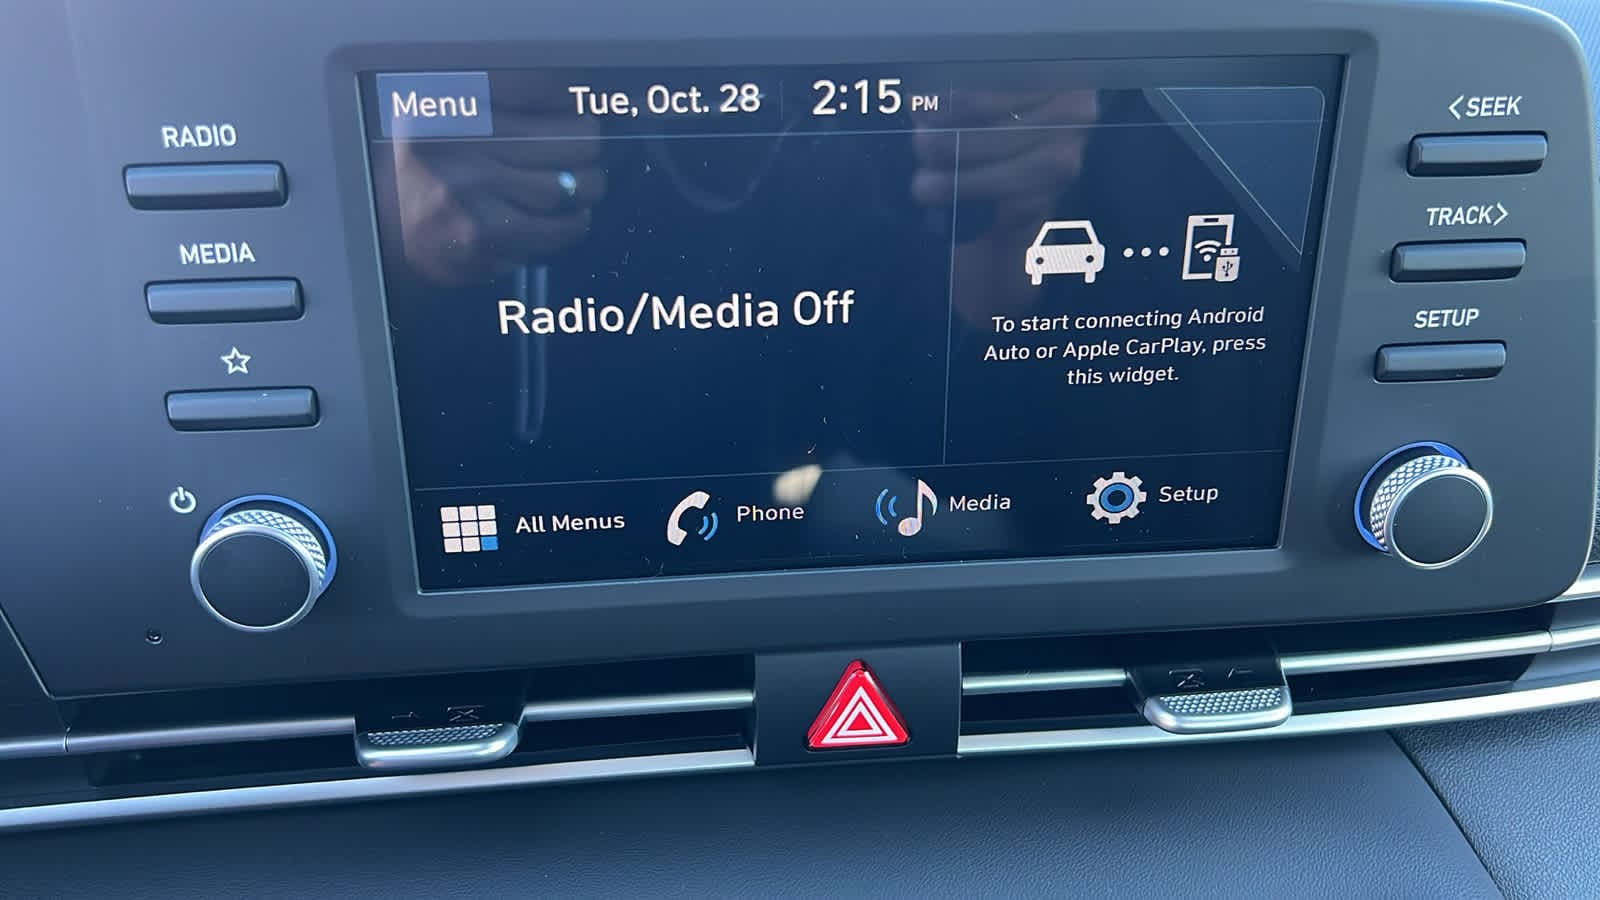 Menu
Tue, Oct. 28
2:15 PM
RADIO
MEDIA
<SEEK
TRACK>
SETUP
Radio/Media Off
To start connecting Android
Auto or Apple CarPlay, press
this widget.
All Menus
Phone
Media
Setup